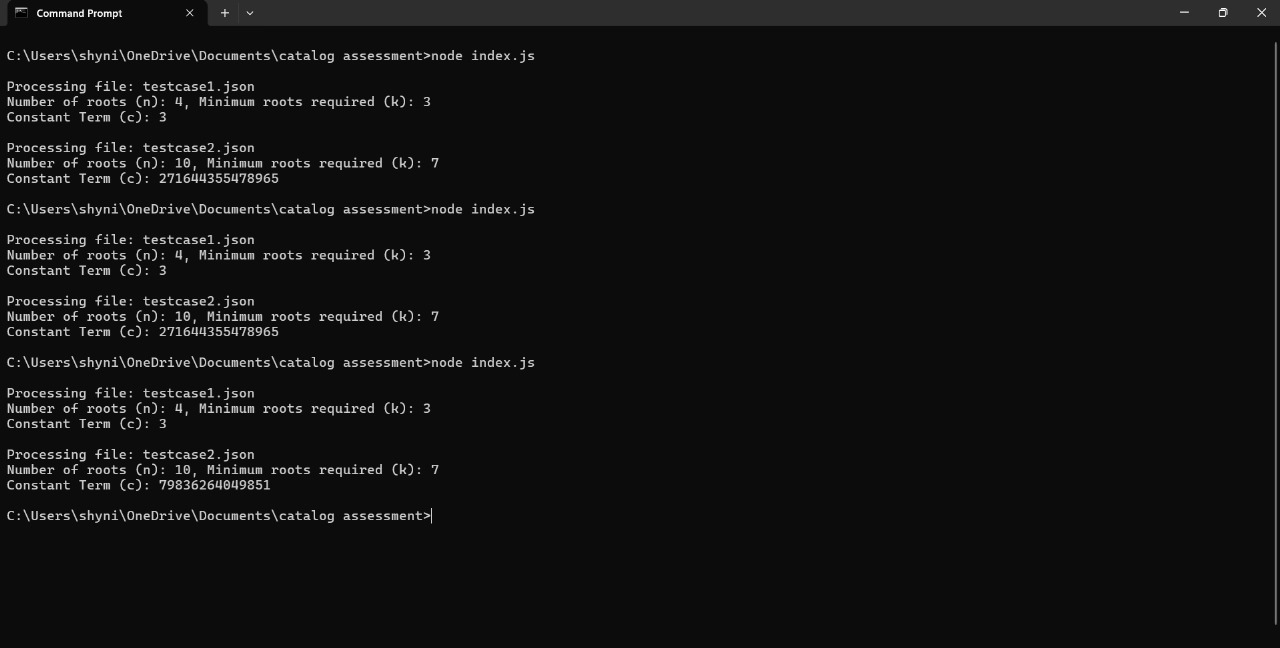 Command Prompt
C:\Users\shyni\OneDrive\Documents\catalog assessment>node index.js
Processing file: testcase1.json
Number of roots (n): 4, Minimum roots required (k): 3
Constant Term (c): 3
Processing file: testcase2.json
Number of roots (n): 10, Minimum roots required (k): 7
Constant Term (c): 271644355478965
C:\Users\shyni\OneDrive\Documents\catalog assessment>node index.js
Processing file: testcase1.json
Number of roots (n): 4, Minimum roots required (k): 3
Constant Term (c): 3
Processing file: testcase2.json
Number of roots (n): 10, Minimum roots required (k): 7
Constant Term (c): 271644355478965
C:\Users\shyni\OneDrive\Documents\catalog assessment>node index.js
Processing file: testcase1.json
Number of roots (n): 4, Minimum roots required (k): 3
Constant Term (c): 3
Processing file: testcase2.json
Number of roots (n): 10, Minimum roots required (k): 7
Constant Term (c): 79836264049851
C:\Users\shyni\OneDrive\Documents\catalog assessment>